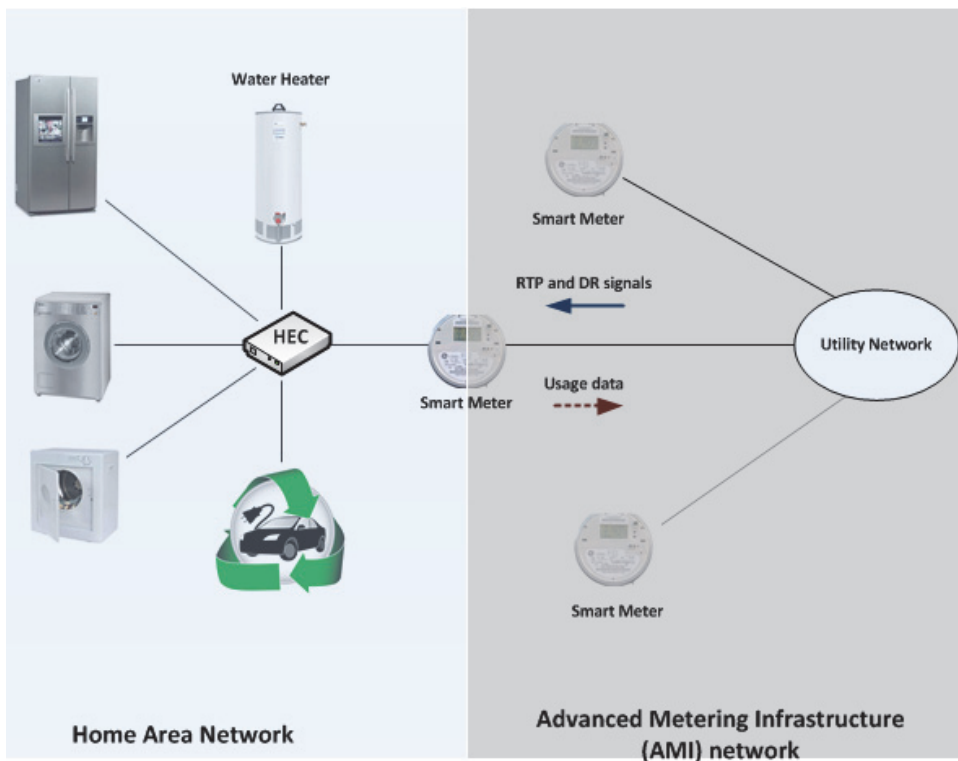 Water Heater
Smart Meter
RTP and DR signals
HEC
Utility Network
Usage data
Smart Meter
Smart Meter
Home Area Network
Advanced Metering Infrastructure
(AMI) network